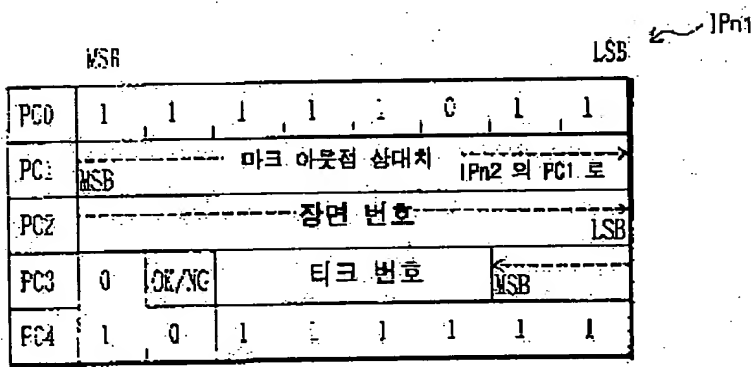 MSB LSB IPn1
PC0 1 1 1 1 1 0 1 1
PC1 MSB 마크 아웃점 상대치 IPn2 의 PC1 로
PC2 장면 번호 LSB
PC3 0 OK/NG 티크 번호 MSB
PC4 1 0 1 1 1 1 1 1